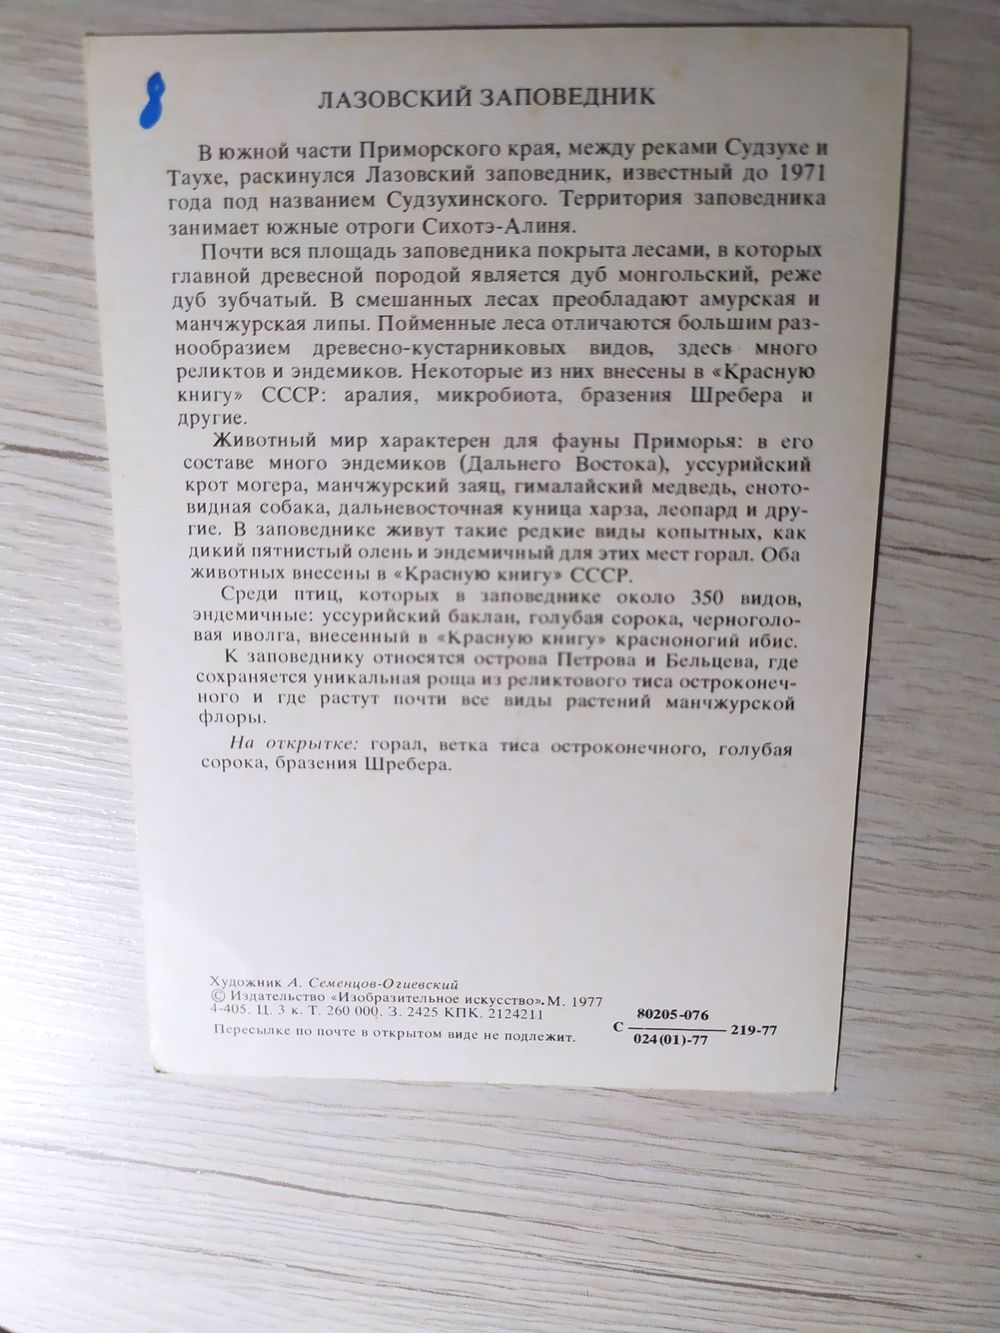 ЛАЗОВСКИЙ ЗАПОВЕДНИК
В южной части Приморского края, между реками Судзухе и
Таухе, раскинулся Лазовский заповедник, известный до 1971
года под названием Судзухинского. Территория заповедника
занимает южные отроги Сихотэ-Алиня.
Почти вся площадь заповедника покрыта лесами, в которых
главной древесной породой является дуб монгольский, реже
дуб зубчатый. В смешанных лесах преобладают амурская и
манчжурская липы. Пойменные леса отличаются большим раз-
нообразием древесно-кустарниковых видов, здесь много
реликтов и эндемиков. Некоторые из них внесены в «Красную
книгу» СССР: аралия, микробиота, бразения Шребера и
другие.
Животный мир характерен для фауны Приморья: в его
составе много эндемиков (Дальнего Востока), уссурийский
крот могера, манчжурский заяц, гималайский медведь, еното-
видная собака, дальневосточная куница харза, леопард и дру-
гие. В заповеднике живут такие редкие виды копытных, как
дикий пятнистый олень и эндемичный для этих мест горал. Оба
животных внесены в «Красную книгу» СССР.
Среди птиц, которых в заповеднике около 350 видов,
эндемичные: уссурийский баклан, голубая сорока, черноголо-
вая иволга, внесенный в «Красную книгу» красноногий ибис.
К заповеднику относятся острова Петрова и Бельцева, где
сохраняется уникальная роща из реликтового тиса остроконеч-
ного и где растут почти все виды растений манчжурской
флоры.
На открытке: горал, ветка тиса остроконечного, голубая
сорока, бразения Шребера.
Художник А. Семенцов-Огиевский
© Издательство «Изобразительное искусство». М. 1977
4-405. Ц. 3 к. Т. 260 000. З. 2425 КПК. 2124211
Пересылке по почте в открытом виде не подлежит.
80205-076
С 219-77
024(01)-77